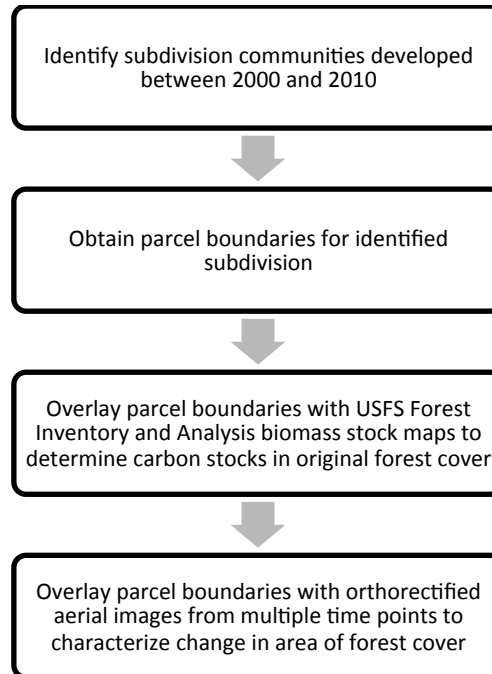 Identify subdivision communities developed
between 2000 and 2010
Obtain parcel boundaries for identified
subdivision
Overlay parcel boundaries with USFS Forest
Inventory and Analysis biomass stock maps to
determine carbon stocks in original forest cover
Overlay parcel boundaries with orthorectified
aerial images from multiple time points to
characterize change in area of forest cover